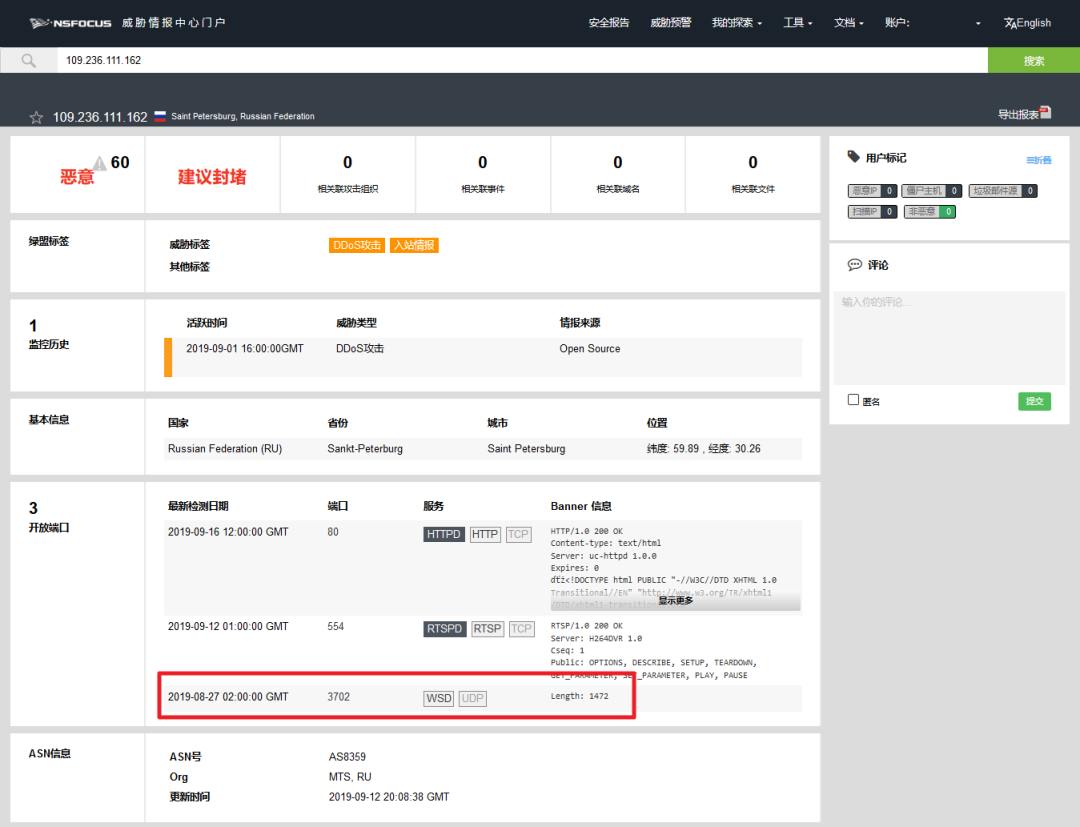 NSFOCUS 威胁情报中心门户 安全报告 威胁预警 我的探索 工具 文档 账户: English
109.236.111.162 搜索
109.236.111.162 Saint Petersburg, Russian Federation 导出报表
恶意 60 建议封堵 0 0 0 0
相关联攻击组织 相关联事件 相关联域名 相关联文件
用户标记 折叠
恶意IP 0 僵尸主机 0 垃圾邮件源 0
扫描IP 0 非恶意 0
绿盟标签
威胁标签 DDoS攻击 入站情报
其他标签
评论
输入你的评论...
匿名 提交
1
监控历史
活跃时间 威胁类型 情报来源
2019-09-01 16:00:00GMT DDoS攻击 Open Source
基本信息
国家 省份 城市 位置
Russian Federation (RU) Sankt-Peterburg Saint Petersburg 纬度: 59.89 , 经度: 30.26
3
开放端口
最新检测日期 端口 服务 Banner 信息
2019-09-16 12:00:00 GMT 80 HTTPD HTTP TCP HTTP/1.0 200 OK
Content-type: text/html
Server: uc-httpd 1.0.0
Expires: 0
<!DOCTYPE html PUBLIC "-//W3C//DTD XHTML 1.0
Transitional//EN" "http://www.w3.org/TR/xhtml1
/DTD/xhtml1-transition
显示更多
2019-09-12 01:00:00 GMT 554 RTSPD RTSP TCP RTSP/1.0 200 OK
Server: H264DVR 1.0
Cseq: 1
Public: OPTIONS, DESCRIBE, SETUP, TEARDOWN,
GET_PARAMETER, SET_PARAMETER, PLAY, PAUSE
2019-08-27 02:00:00 GMT 3702 WSD UDP Length: 1472
ASN信息
ASN号 AS8359
Org MTS, RU
更新时间 2019-09-12 20:08:38 GMT